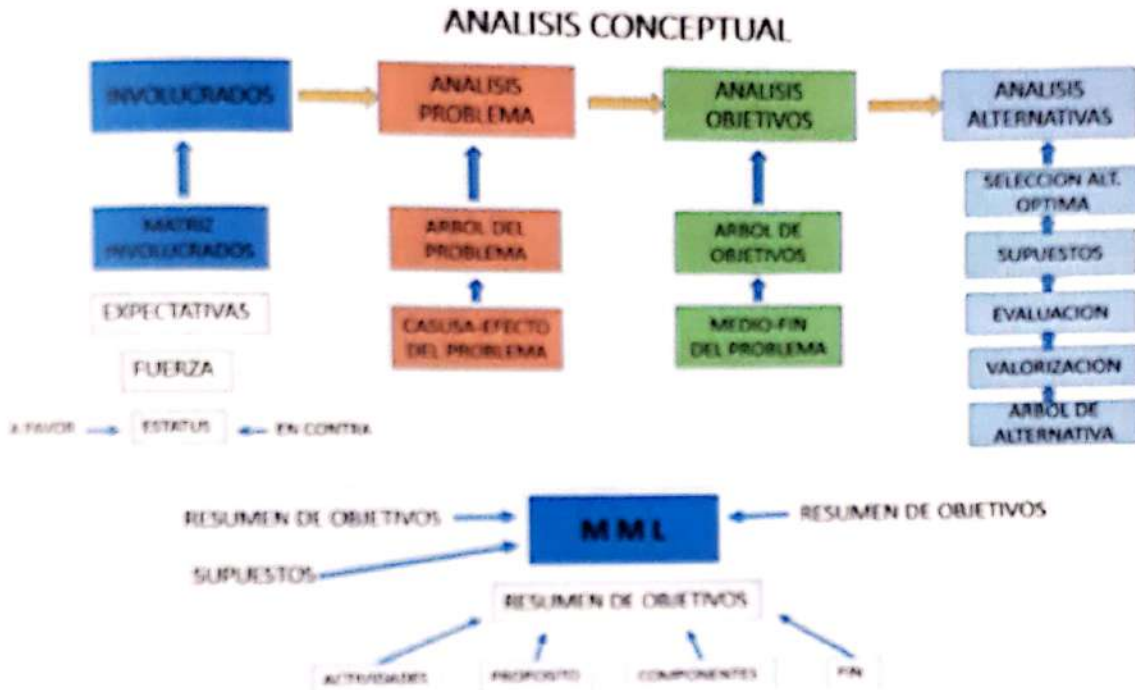 ANALISIS CONCEPTUAL
INVOLUCRADOS
ANALISIS
PROBLEMA
ANALISIS
OBJETIVOS
ANALISIS
ALTERNATIVAS
MATRIZ
INVOLUCRADOS
ARBOL DEL
PROBLEMA
ARBOL DE
OBJETIVOS
SELECCION ALT.
OPTIMA
SUPUESTOS
EXPECTATIVAS
CASUSA-EFECTO
DEL PROBLEMA
MEDIO-FIN
DEL PROBLEMA
EVALUACION
FUERZA
VALORIZACION
A FAVOR
ESTATUS
EN CONTRA
ARBOL DE
ALTERNATIVA
RESUMEN DE OBJETIVOS
M M L
RESUMEN DE OBJETIVOS
SUPUESTOS
RESUMEN DE OBJETIVOS
ACTIVIDADES
PROPOSITO
COMPONENTES
FIN